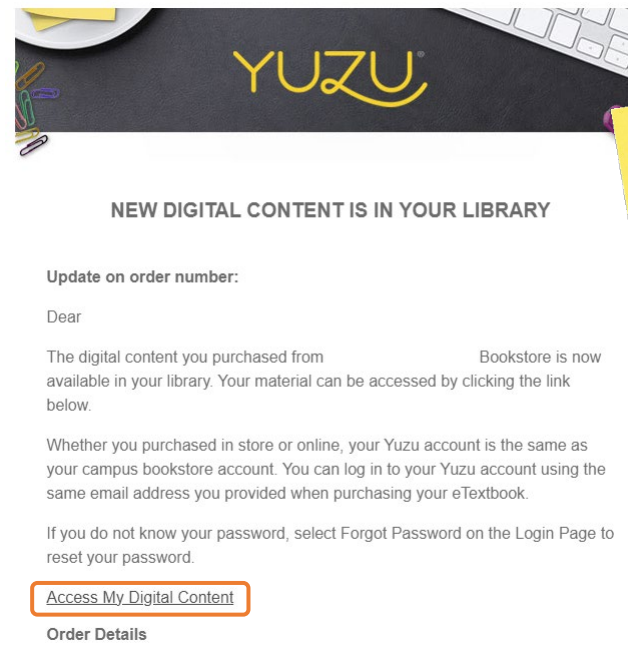 YUZU
NEW DIGITAL CONTENT IS IN YOUR LIBRARY
Update on order number:
Dear
The digital content you purchased from Bookstore is now
available in your library. Your material can be accessed by clicking the link
below.
Whether you purchased in store or online, your Yuzu account is the same as
your campus bookstore account. You can log in to your Yuzu account using the
same email address you provided when purchasing your eTextbook.
If you do not know your password, select Forgot Password on the Login Page to
reset your password.
Access My Digital Content
Order Details